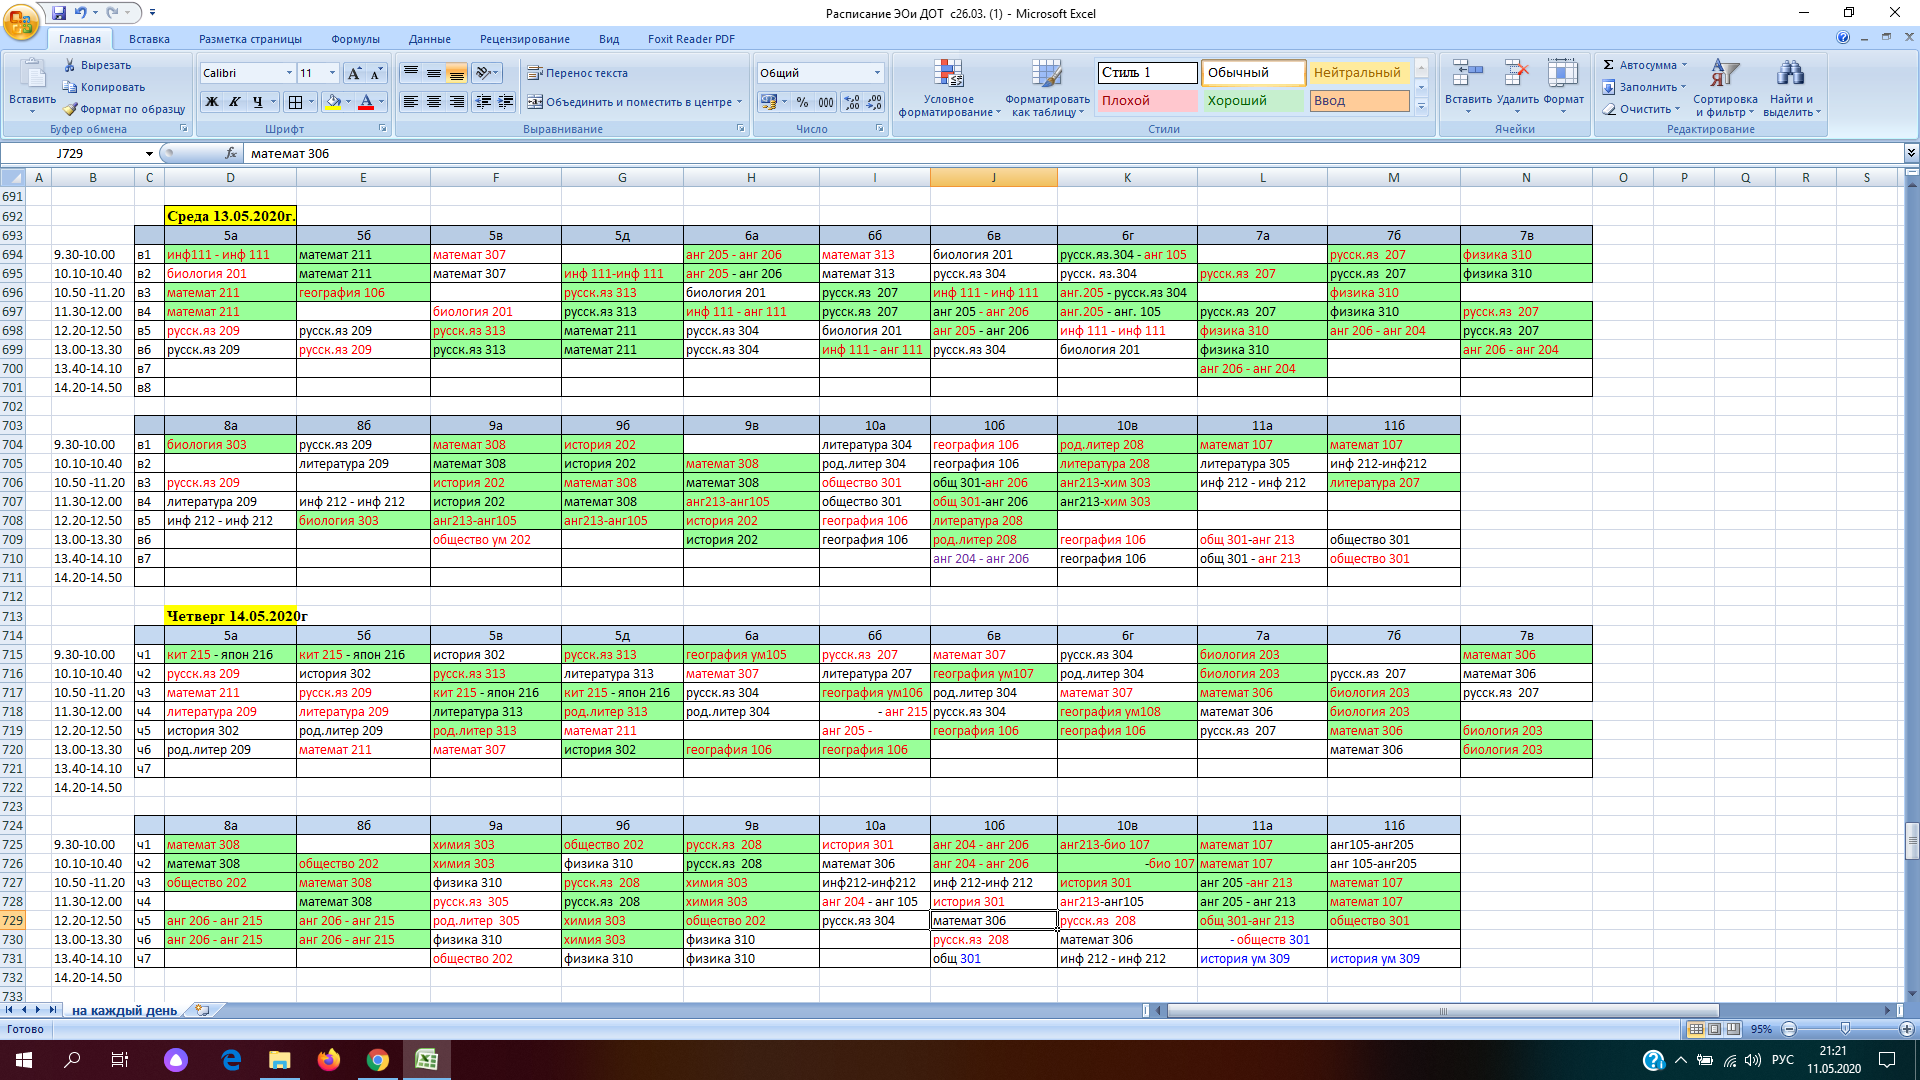 Расписание ЭОи ДОТ с26.03. (1) - Microsoft Excel
Главная Вставка Разметка страницы Формулы Данные Рецензирование Вид Foxit Reader PDF
Вставить Вырезать Копировать Формат по образцу Буфер обмена
Calibri 11 Ж К Ч Шрифт
Перенос текста Объединить и поместить в центре Выравнивание
Общий % 000 Число
Условное форматирование Форматировать как таблицу Стиль 1 Обычный Нейтральный Плохой Хороший Ввод Стили
Вставить Удалить Формат Ячейки
Σ Автосумма Заполнить Очистить Сортировка и фильтр Найти и выделить Редактирование
J729 fx математ 306
A B C D E F G H I J K L M N O P Q R S
691
692 Среда 13.05.2020г.
693 5а 5б 5в 5д 6а 6б 6в 6г 7а 7б 7в
694 9.30-10.00 в1 инф111 - инф 111 математ 211 математ 307 анг 205 - анг 206 математ 313 биология 201 русск.яз.304 - анг 105 русск.яз 207 физика 310
695 10.10-10.40 в2 биология 201 математ 211 математ 307 инф 111-инф 111 анг 205 - анг 206 математ 313 русск.яз 304 русск. яз.304 русск.яз 207 русск.яз 207 физика 310
696 10.50 -11.20 в3 математ 211 география 106 русск.яз 313 биология 201 русск.яз 207 инф 111 - инф 111 анг.205 - русск.яз 304 физика 310
697 11.30-12.00 в4 математ 211 биология 201 русск.яз 313 инф 111 - анг 111 русск.яз 207 анг 205 - анг 206 анг.205 - анг. 105 русск.яз 207 физика 310 русск.яз 207
698 12.20-12.50 в5 русск.яз 209 русск.яз 209 русск.яз 313 математ 211 русск.яз 304 биология 201 анг 205 - анг 206 инф 111 - инф 111 физика 310 анг 206 - анг 204 русск.яз 207
699 13.00-13.30 в6 русск.яз 209 русск.яз 209 русск.яз 313 математ 211 русск.яз 304 инф 111 - анг 111 русск.яз 304 биология 201 физика 310 анг 206 - анг 204
700 13.40-14.10 в7 анг 206 - анг 204
701 14.20-14.50 в8
702
703 8а 8б 9а 9б 9в 10а 10б 10в 11а 11б
704 9.30-10.00 в1 биология 303 русск.яз 209 математ 308 история 202 литература 304 география 106 род.литер 208 математ 107 математ 107
705 10.10-10.40 в2 литература 209 математ 308 история 202 математ 308 род.литер 304 география 106 литература 208 литература 305 инф 212-инф212
706 10.50 -11.20 в3 русск.яз 209 история 202 математ 308 математ 308 общество 301 общ 301-анг 206 анг213-хим 303 инф 212 - инф 212 литература 207
707 11.30-12.00 в4 литература 209 инф 212 - инф 212 история 202 математ 308 анг213-анг105 общество 301 общ 301-анг 206 анг213-хим 303
708 12.20-12.50 в5 инф 212 - инф 212 биология 303 анг213-анг105 анг213-анг105 история 202 география 106 литература 208
709 13.00-13.30 в6 общество ум 202 история 202 география 106 род.литер 208 география 106 общ 301-анг 213 общество 301
710 13.40-14.10 в7 анг 204 - анг 206 география 106 общ 301 - анг 213 общество 301
711 14.20-14.50
712
713 Четверг 14.05.2020г
714 5а 5б 5в 5д 6а 6б 6в 6г 7а 7б 7в
715 9.30-10.00 ч1 кит 215 - япон 216 кит 215 - япон 216 история 302 русск.яз 313 география ум105 русск.яз 207 математ 307 русск.яз 304 биология 203 математ 306
716 10.10-10.40 ч2 русск.яз 209 история 302 русск.яз 313 литература 313 математ 307 литература 207 география ум107 род.литер 304 биология 203 русск.яз 207 математ 306
717 10.50 -11.20 ч3 математ 211 русск.яз 209 кит 215 - япон 216 кит 215 - япон 216 русск.яз 304 география ум106 род.литер 304 математ 307 математ 306 биология 203 русск.яз 207
718 11.30-12.00 ч4 литература 209 литература 209 литература 313 род.литер 313 род.литер 304 - анг 215 русск.яз 304 география ум108 математ 306 биология 203
719 12.20-12.50 ч5 история 302 род.литер 209 род.литер 313 математ 211 анг 205 - география 106 география 106 русск.яз 207 математ 306 биология 203
720 13.00-13.30 ч6 род.литер 209 математ 211 математ 307 история 302 география 106 география 106 математ 306 биология 203
721 13.40-14.10 ч7
722 14.20-14.50
723
724 8а 8б 9а 9б 9в 10а 10б 10в 11а 11б
725 9.30-10.00 ч1 математ 308 химия 303 общество 202 русск.яз 208 история 301 анг 204 - анг 206 анг213-био 107 математ 107 анг105-анг205
726 10.10-10.40 ч2 математ 308 общество 202 химия 303 физика 310 русск.яз 208 математ 306 анг 204 - анг 206 -био 107 математ 107 анг 105-анг205
727 10.50 -11.20 ч3 общество 202 математ 308 физика 310 русск.яз 208 химия 303 инф212-инф212 инф 212-инф 212 история 301 анг 205 -анг 213 математ 107
728 11.30-12.00 ч4 математ 308 русск.яз 305 русск.яз 208 химия 303 анг 204 - анг 105 история 301 анг213-анг105 анг 205 - анг 213 математ 107
729 12.20-12.50 ч5 анг 206 - анг 215 анг 206 - анг 215 род.литер 305 химия 303 общество 202 русск.яз 304 математ 306 русск.яз 208 общ 301-анг 213 общество 301
730 13.00-13.30 ч6 анг 206 - анг 215 анг 206 - анг 215 физика 310 химия 303 физика 310 русск.яз 208 математ 306 - обществ 301
731 13.40-14.10 ч7 общество 202 физика 310 физика 310 общ 301 инф 212 - инф 212 история ум 309 история ум 309
732 14.20-14.50
733
на каждый день
Готово 95%
РУС 21:21
11.05.2020